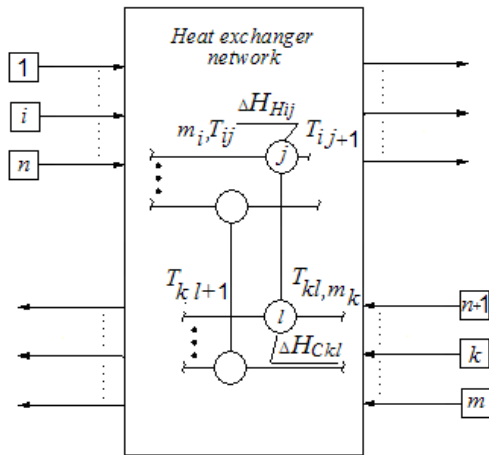 Heat exchanger
network
1
i
n
ΔH_Hij
m_i, T_ij
T_i,j+1
j
T_k l+1
T_kl, m_k
l
ΔH_Ckl
n+1
k
m